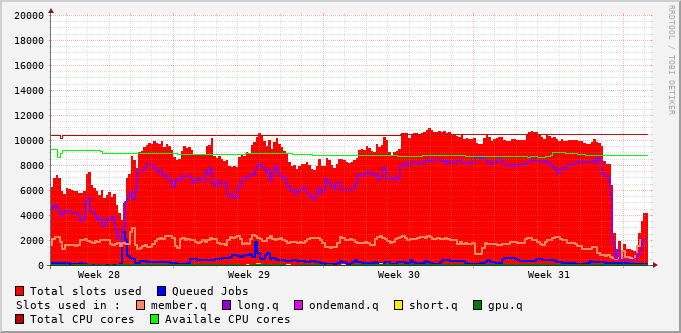 20000
18000
16000
14000
12000
10000
8000
6000
4000
2000
0
Week 28 Week 29 Week 30 Week 31
RRDTOOL / TOBI OETIKER
Total slots used Queued Jobs
Slots used in : member.q long.q ondemand.q short.q gpu.q
Total CPU cores Availale CPU cores